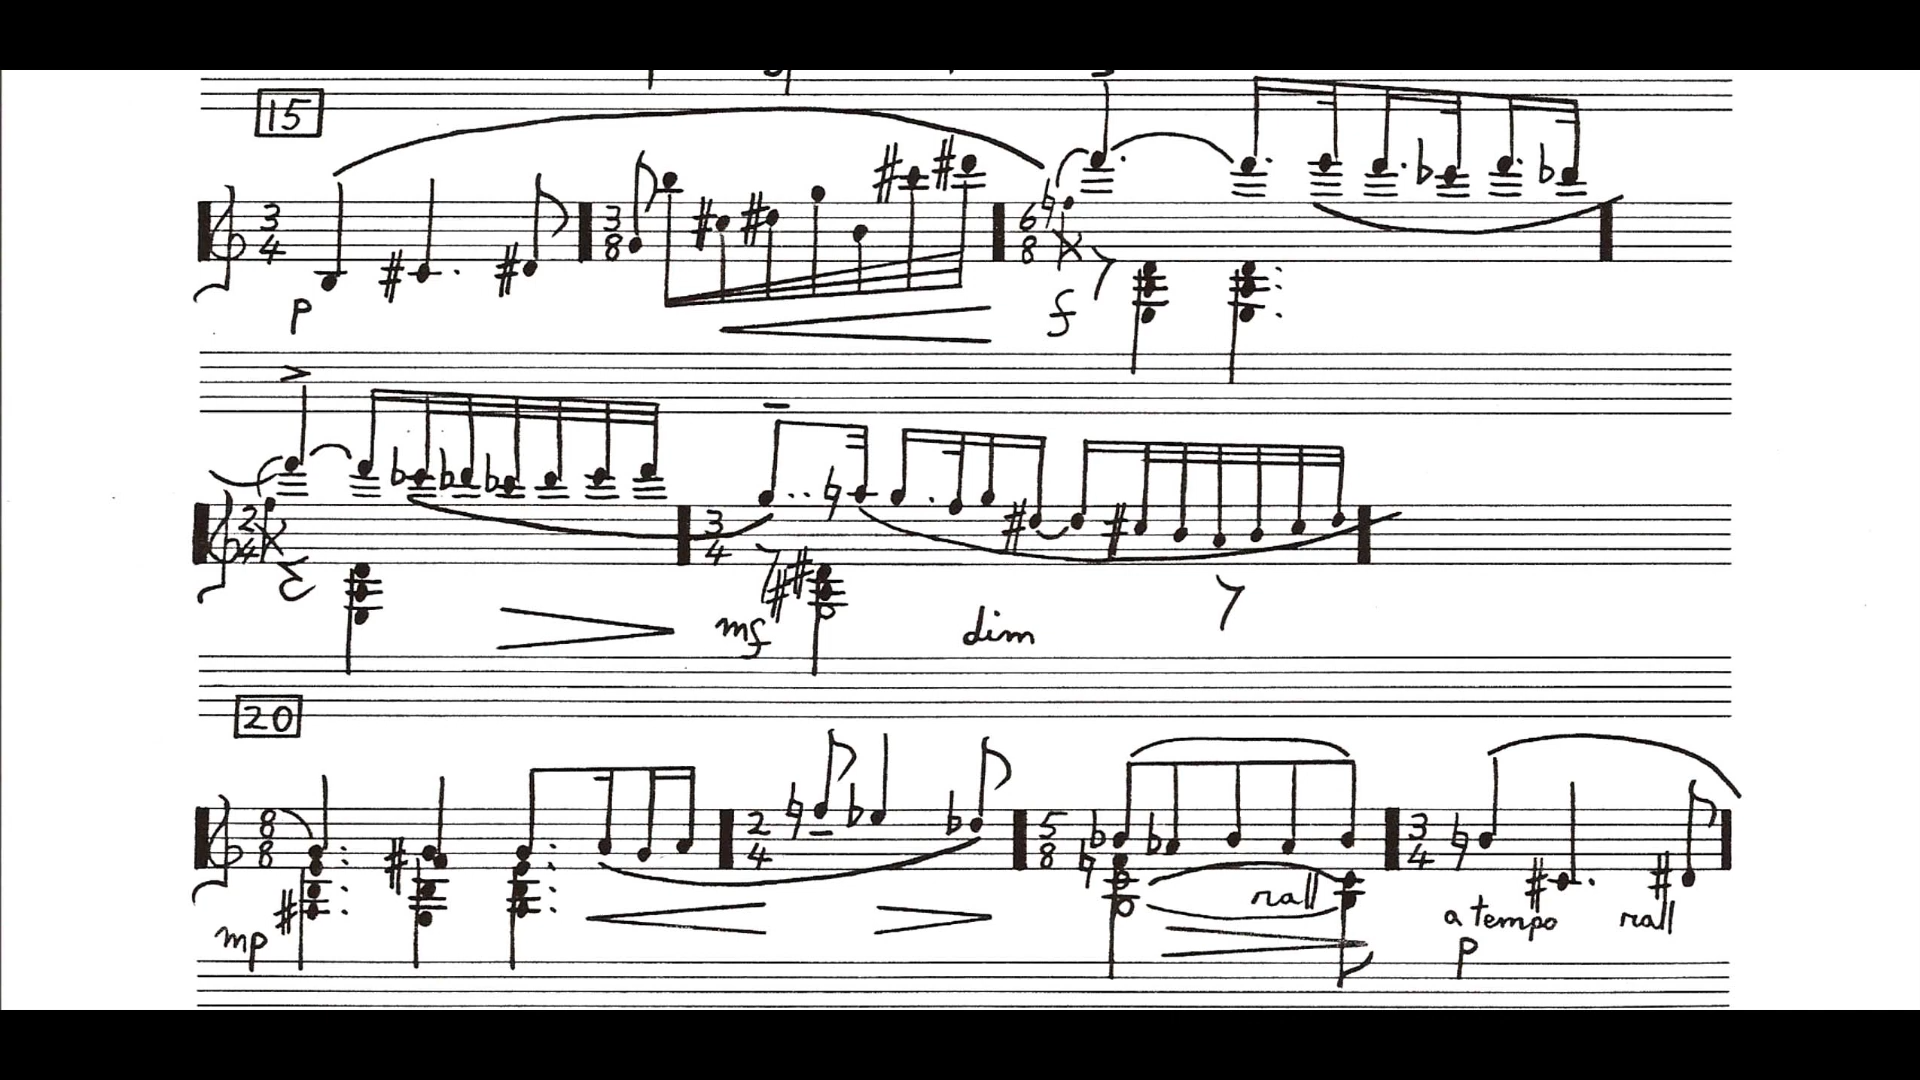 15
3 3 6
4 8 8
p f
2 3
4 4
mf dim
20
8 2 5 3
8 4 8 4
rall
a tempo rall
mp p